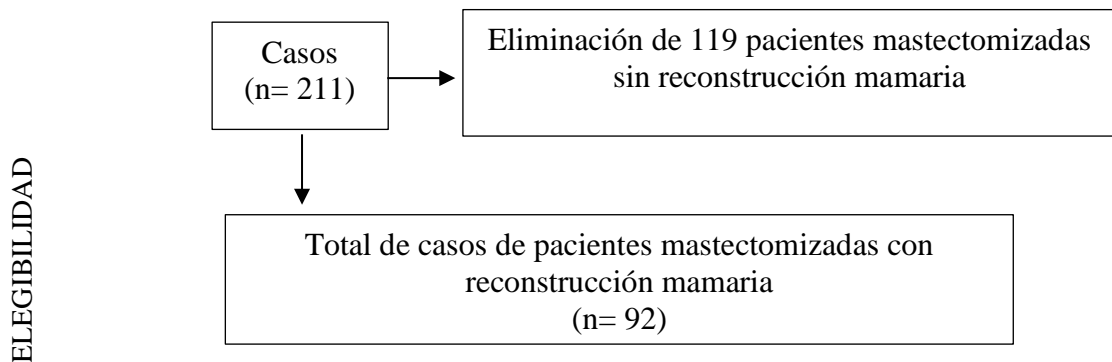 Casos
(n= 211)
Eliminación de 119 pacientes mastectomizadas
sin reconstrucción mamaria
ELEGIBILIDAD
Total de casos de pacientes mastectomizadas con
reconstrucción mamaria
(n= 92)